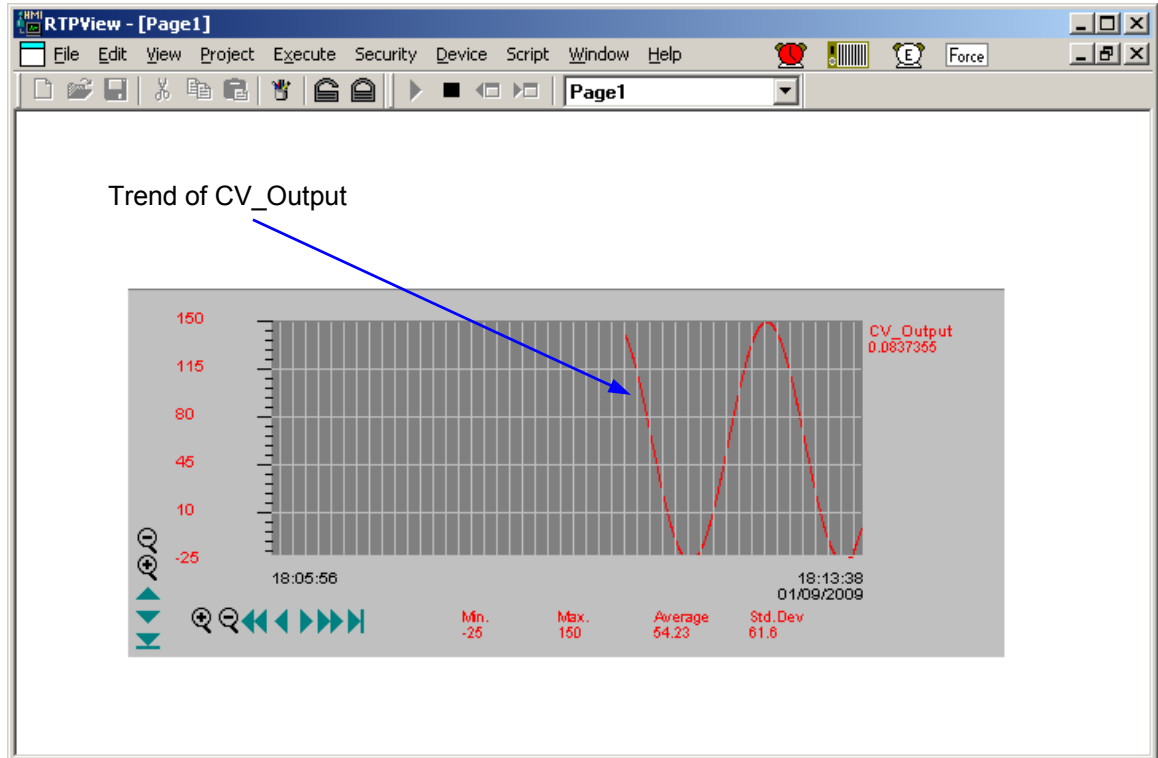 HMI
RTPView - [Page1]
File Edit View Project Execute Security Device Script Window Help
E
Force
Page1
Trend of CV_Output
150
115
80
45
10
-25
CV_Output
0.0837355
18:05:56
18:13:38
01/09/2009
Min. Max. Average Std.Dev
-25 150 54.23 61.6